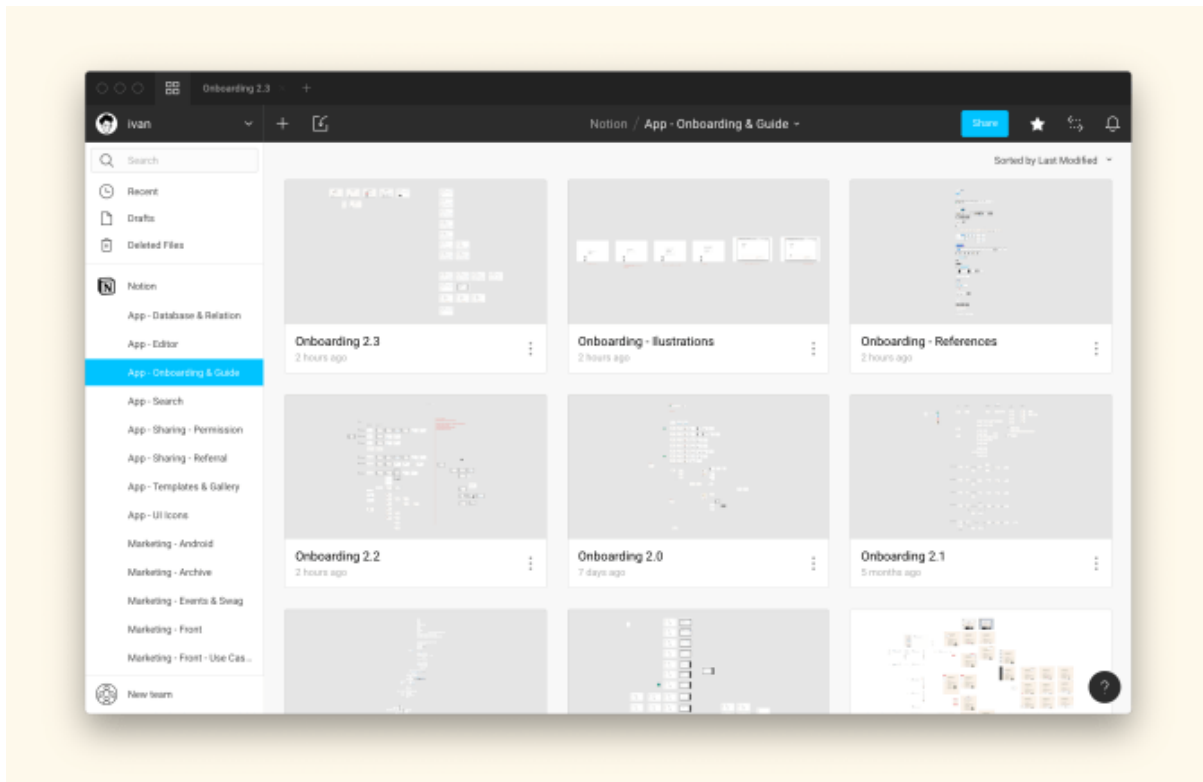 Onboarding 2.3
ivan
Notion / App - Onboarding & Guide
Share
Search
Sorted by Last Modified
Recent
Drafts
Deleted Files
Notion
App - Database & Relation
App - Editor
App - Onboarding & Guide
App - Search
App - Sharing - Permission
App - Sharing - Referral
App - Templates & Gallery
App - UI Icons
Marketing - Android
Marketing - Archive
Marketing - Events & Swag
Marketing - Front
Marketing - Front - Use Cas...
New team
Onboarding 2.3
2 hours ago
Onboarding - Ilustrations
2 hours ago
Onboarding - References
2 hours ago
Onboarding 2.2
2 hours ago
Onboarding 2.0
7 days ago
Onboarding 2.1
5 months ago
?